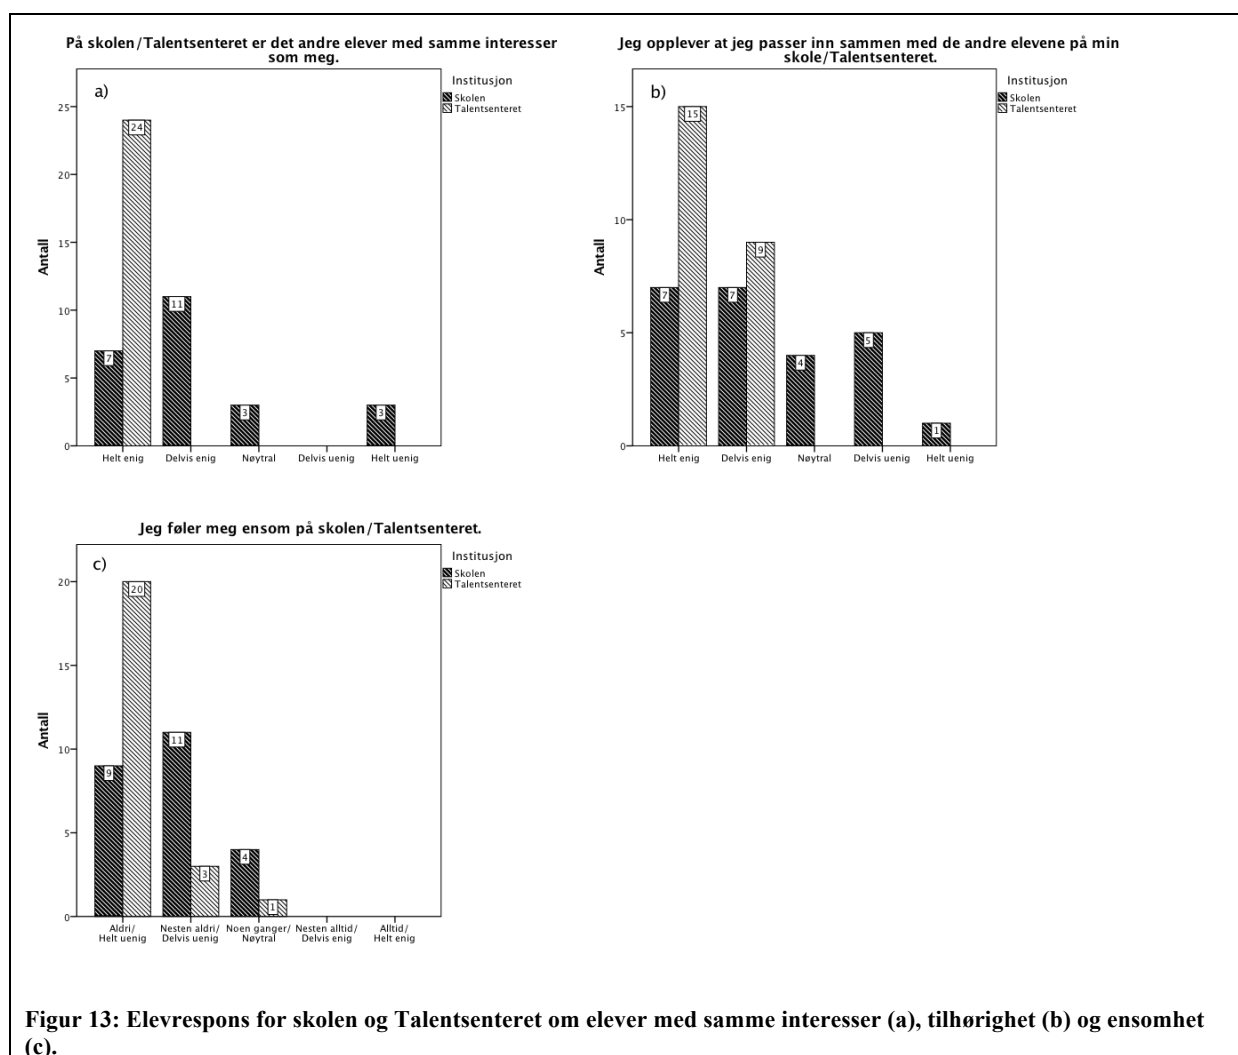 På skolen/Talentsenteret er det andre elever med samme interesser
som meg.
a)
Institusjon
Skolen
Talentsenteret
Antall
25
20
15
10
5
0
7
24
11
3
3
Helt enig
Delvis enig
Nøytral
Delvis uenig
Helt uenig
Jeg opplever at jeg passer inn sammen med de andre elevene på min
skole/Talentsenteret.
b)
Institusjon
Skolen
Talentsenteret
Antall
15
10
5
0
7
15
7
9
4
5
1
Helt enig
Delvis enig
Nøytral
Delvis uenig
Helt uenig
Jeg føler meg ensom på skolen/Talentsenteret.
c)
Institusjon
Skolen
Talentsenteret
Antall
20
15
10
5
0
9
20
11
3
4
1
Aldri/
Helt uenig
Nesten aldri/
Delvis uenig
Noen ganger/
Nøytral
Nesten alltid/
Delvis enig
Alltid/
Helt enig
Figur 13: Elevrespons for skolen og Talentsenteret om elever med samme interesser (a), tilhørighet (b) og ensomhet
(c).